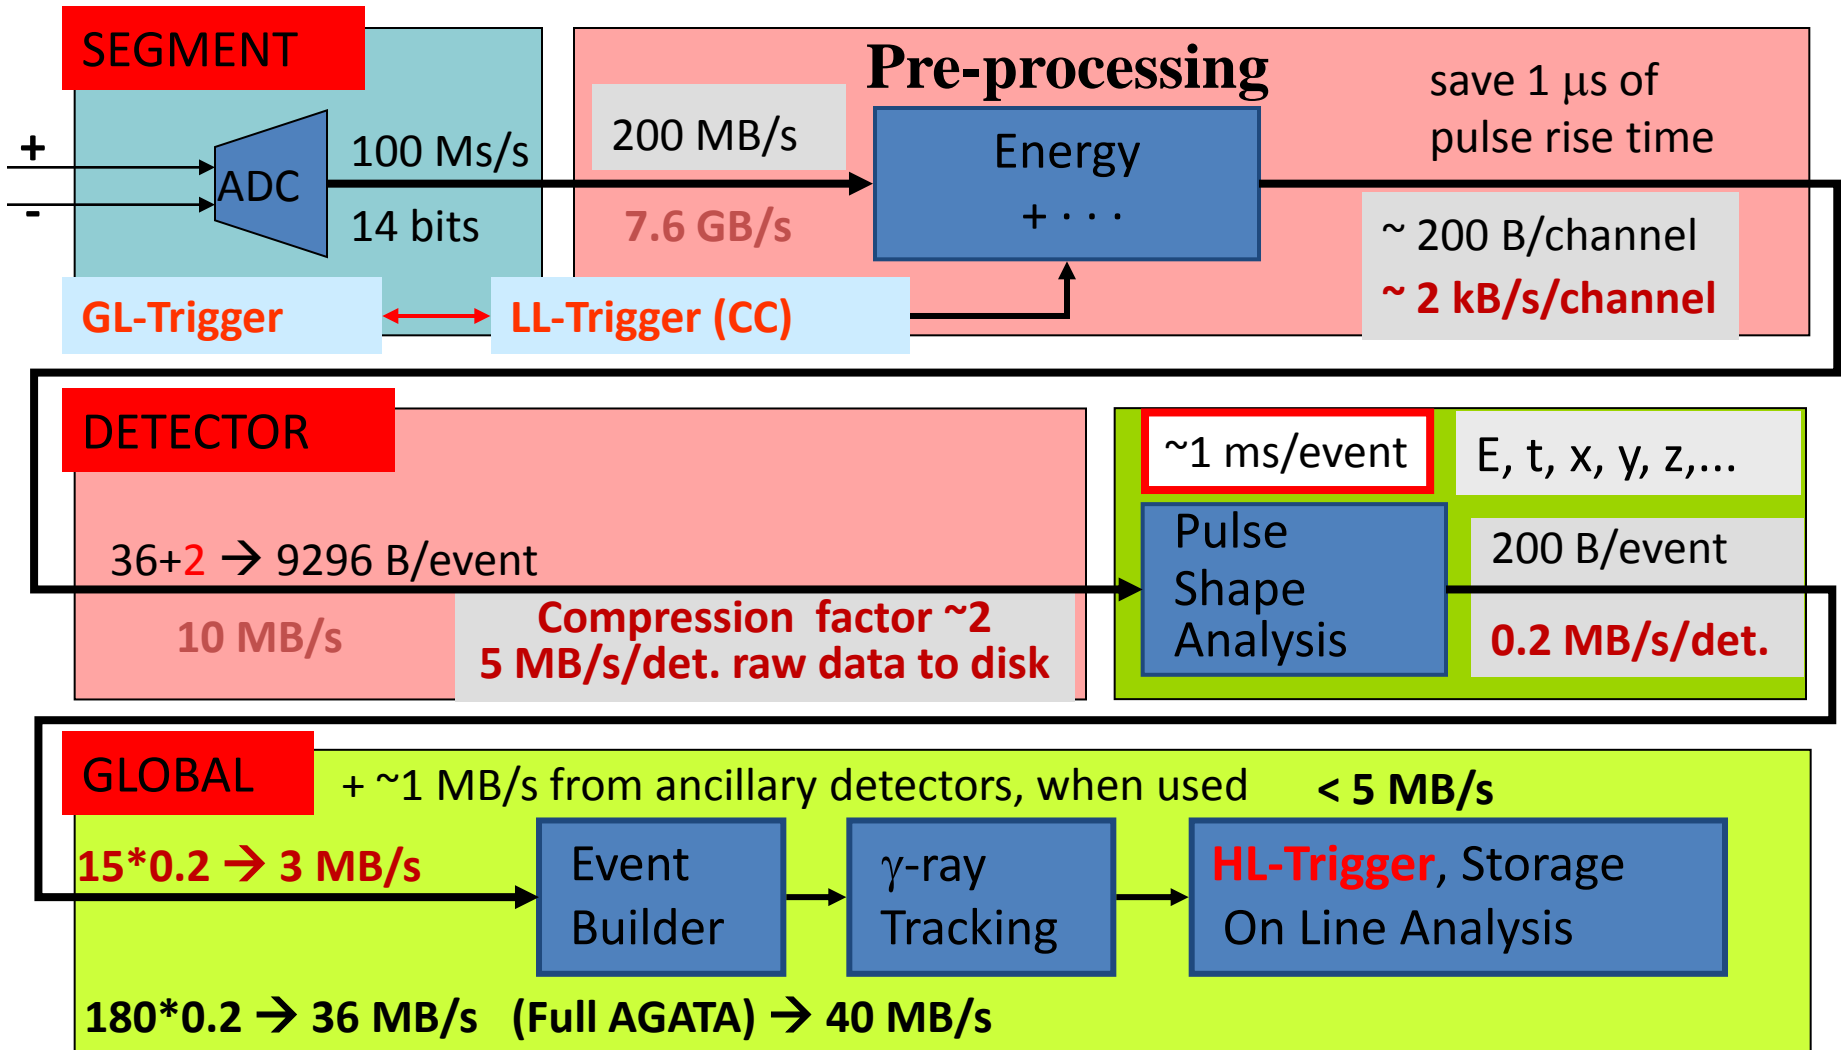 SEGMENT
Pre-processing
save 1 μs of
pulse rise time
+
-
ADC
100 Ms/s
14 bits
200 MB/s
7.6 GB/s
Energy
+ · · ·
~ 200 B/channel
~ 2 kB/s/channel
GL-Trigger
LL-Trigger (CC)
DETECTOR
36+2 → 9296 B/event
10 MB/s
Compression factor ~2
5 MB/s/det. raw data to disk
~1 ms/event
E, t, x, y, z,...
Pulse
Shape
Analysis
200 B/event
0.2 MB/s/det.
GLOBAL
+ ~1 MB/s from ancillary detectors, when used
< 5 MB/s
15*0.2 → 3 MB/s
Event
Builder
γ-ray
Tracking
HL-Trigger, Storage
On Line Analysis
180*0.2 → 36 MB/s (Full AGATA) → 40 MB/s